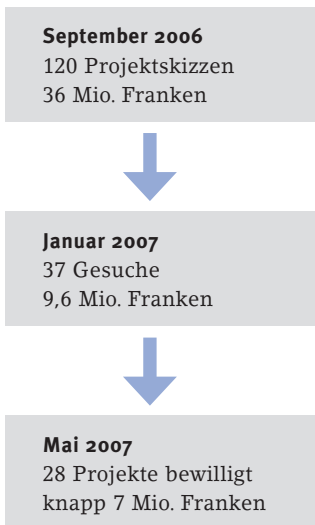 September 2006
120 Projektskizzen
36 Mio. Franken
Januar 2007
37 Gesuche
9,6 Mio. Franken
Mai 2007
28 Projekte bewilligt
knapp 7 Mio. Franken